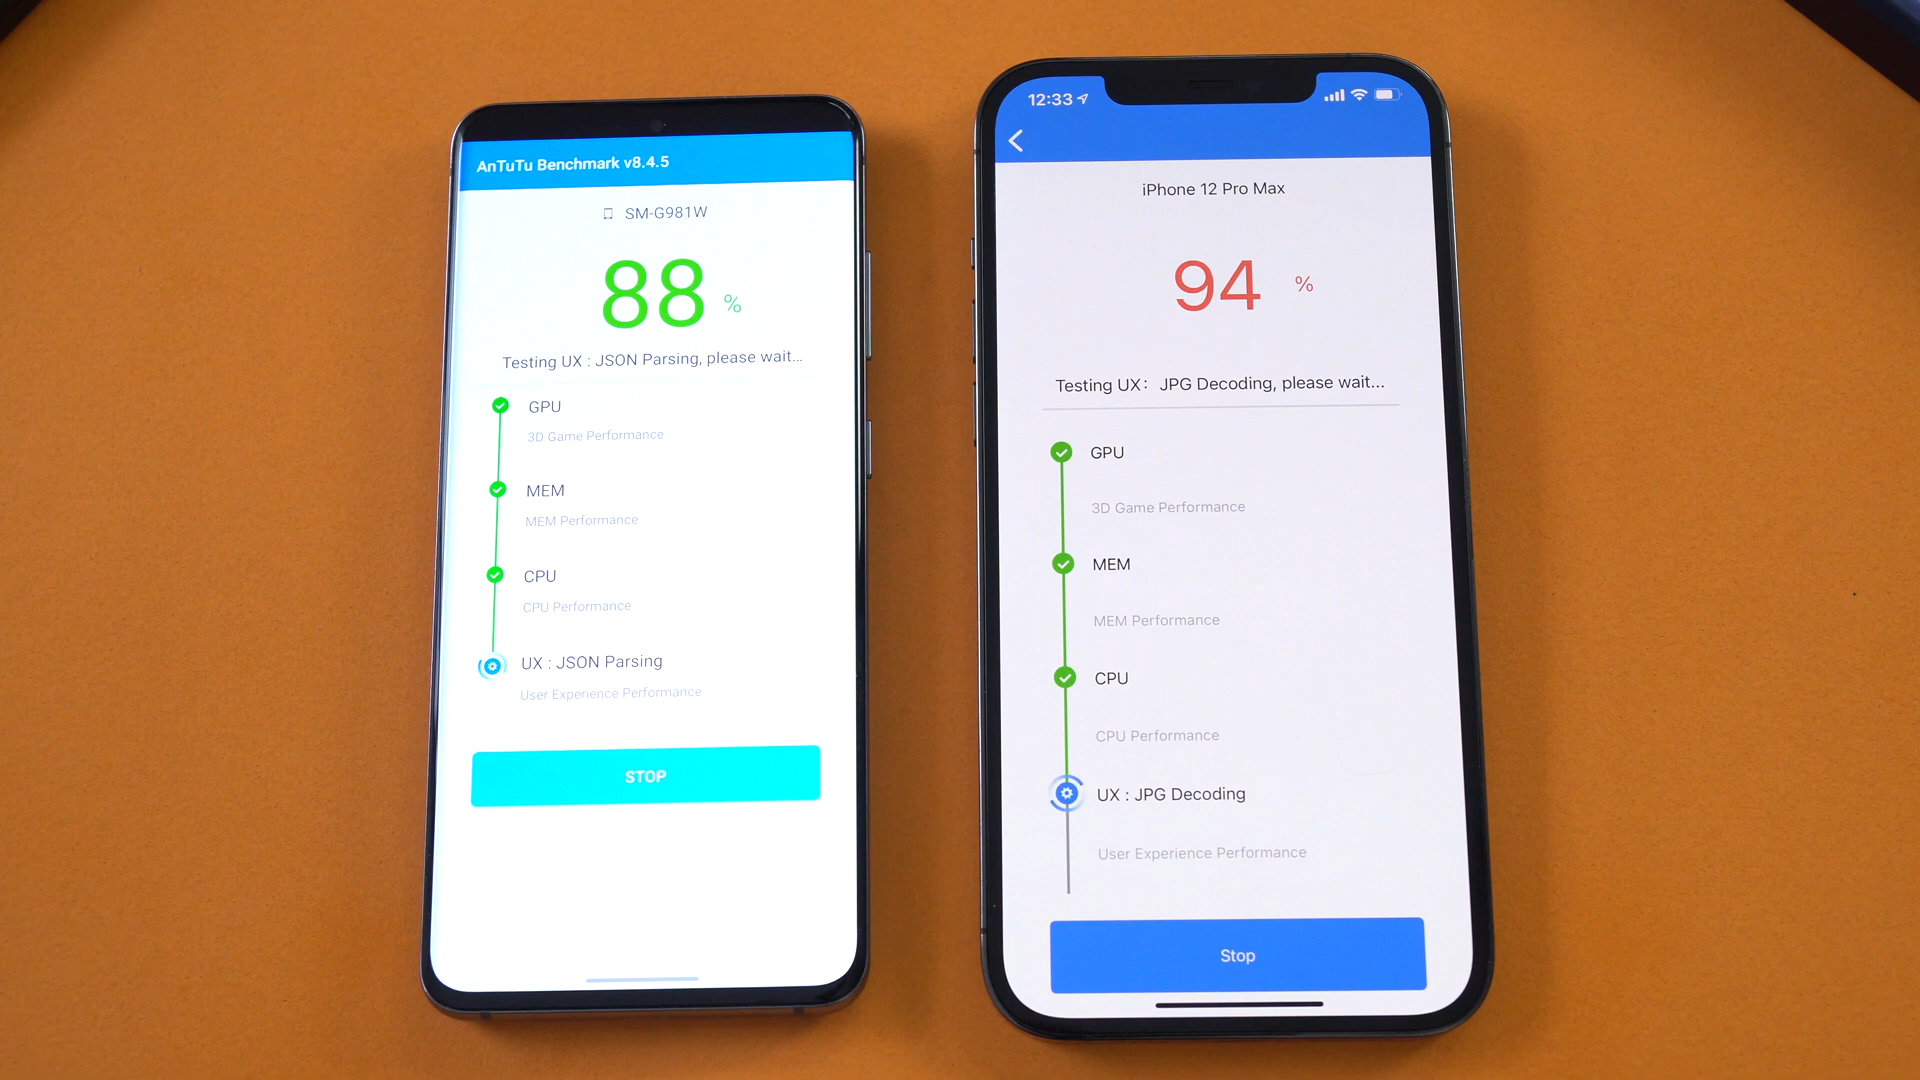 AnTuTu Benchmark v8.4.5
SM-G981W
88 %
Testing UX : JSON Parsing, please wait...
GPU
3D Game Performance
MEM
MEM Performance
CPU
CPU Performance
UX : JSON Parsing
User Experience Performance
STOP
12:33
iPhone 12 Pro Max
94 %
Testing UX: JPG Decoding, please wait...
GPU
3D Game Performance
MEM
MEM Performance
CPU
CPU Performance
UX : JPG Decoding
User Experience Performance
Stop